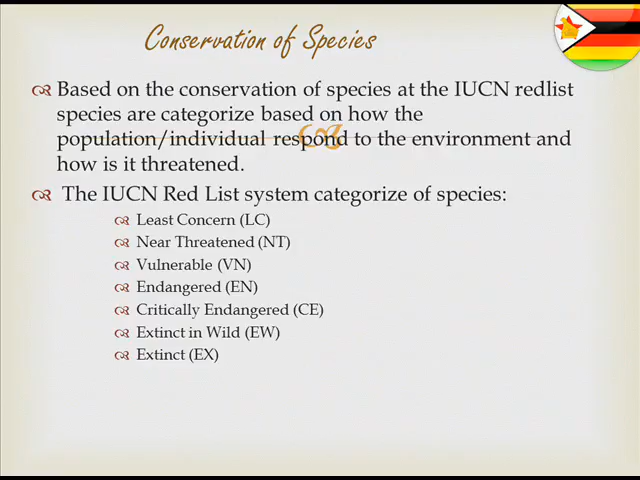 Conservation of Species
Based on the conservation of species at the IUCN redlist
species are categorize based on how the
population/individual respond to the environment and
how is it threatened.
The IUCN Red List system categorize of species:
Least Concern (LC)
Near Threatened (NT)
Vulnerable (VN)
Endangered (EN)
Critically Endangered (CE)
Extinct in Wild (EW)
Extinct (EX)